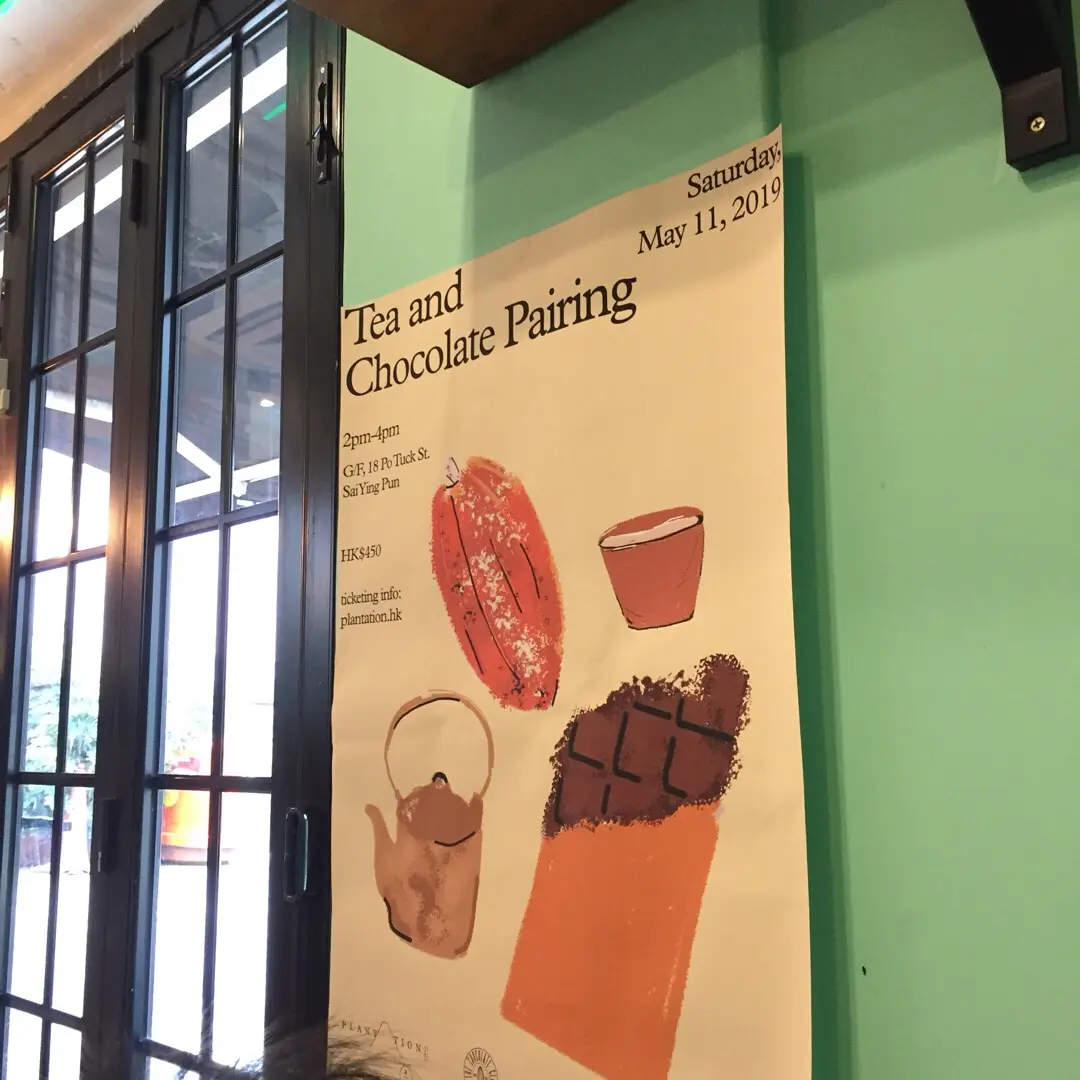 Saturday,
May 11, 2019
Tea and
Chocolate Pairing
2pm-4pm
G/F, 18 Po Tuck St.
Sai Ying Pun
HK$450
ticketing info:
plantation.hk